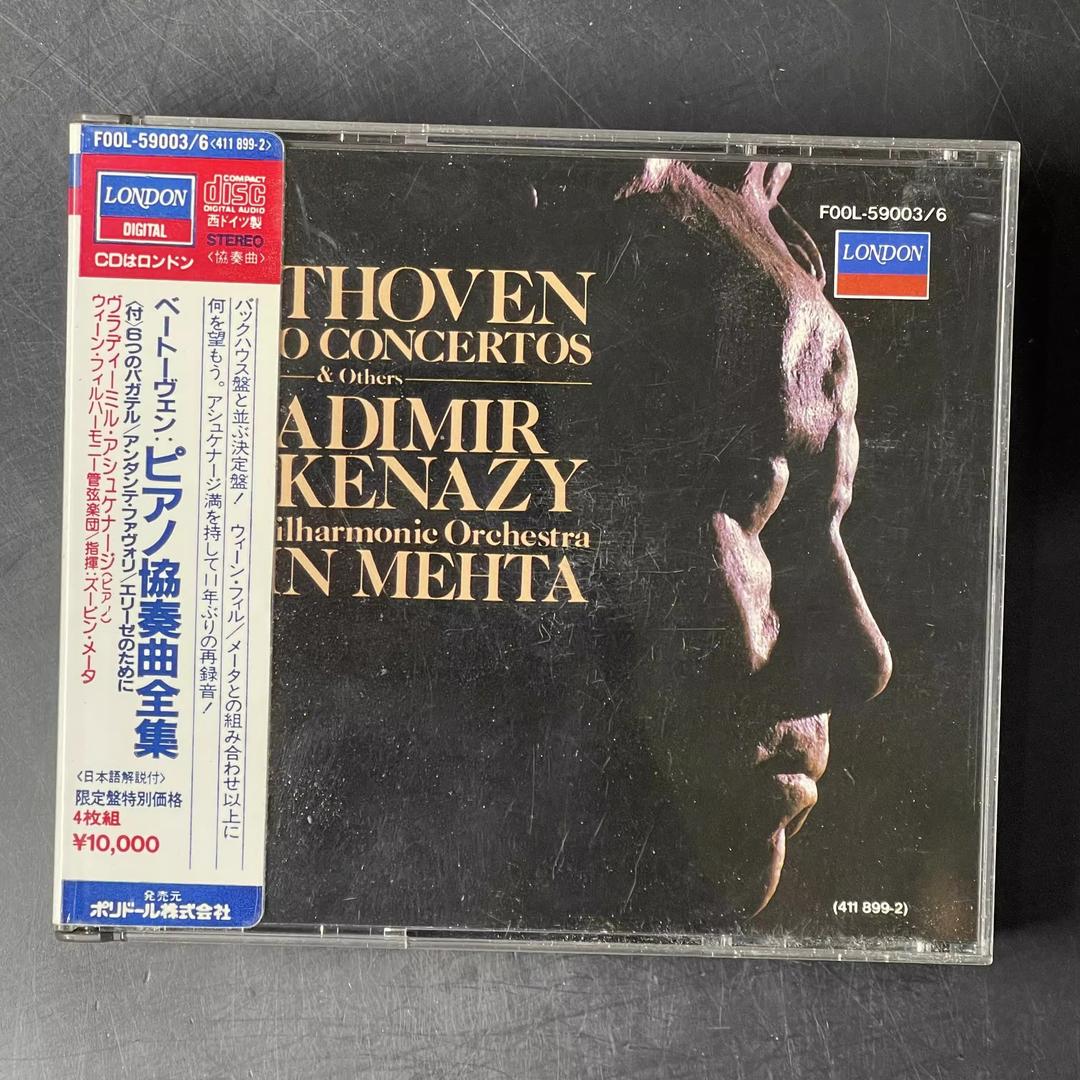 F00L-59003/6<411 899-2>
LONDON
DIGITAL
COMPACT
disc
DIGITAL AUDIO
西ドイツ製
STEREO
〈協奏曲〉
CDはロンドン
バックハウス盤と並ぶ決定盤！ ウィーン・フィル/メータとの組み合わせ以上に
何を望もう。アシュケナージ満を持して11年ぶりの再録音！
ベートーヴェン：ピアノ協奏曲全集
〈付〉6つのバガテル/アンダンテ・ファヴォリ/エリーゼのために
ヴラディーミル・アシュケナージ〈ピアノ〉
ウィーン・フィルハーモニー管弦楽団/指揮：ズービン・メータ
〈日本語解説付〉
限定盤特別価格
4枚組
¥10,000
発売元
ポリドール株式会社
F00L-59003/6
LONDON
THOVEN
O CONCERTOS
& Others
ADIMIR
KENAZY
ilharmonic Orchestra
IN MEHTA
(411 899-2)